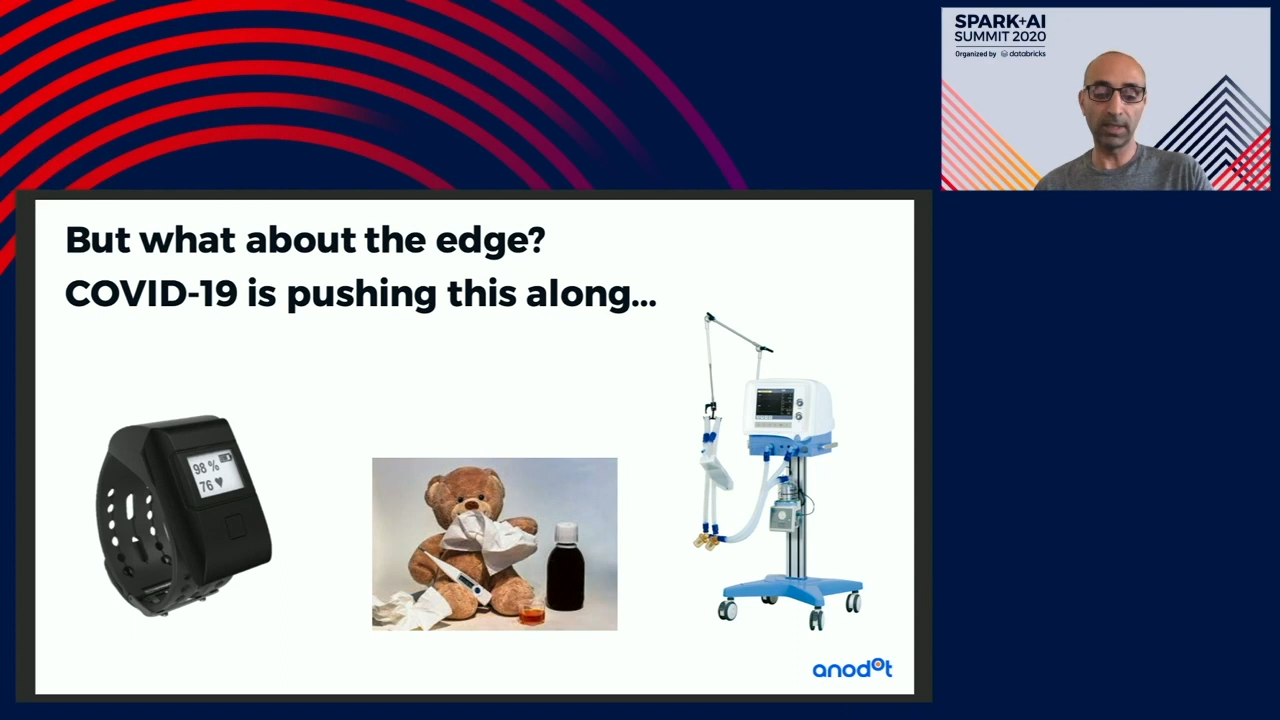 SPARK+AI
SUMMIT 2020
Organized by databricks
But what about the edge?
COVID-19 is pushing this along...
98 %
76 ♥
anodot